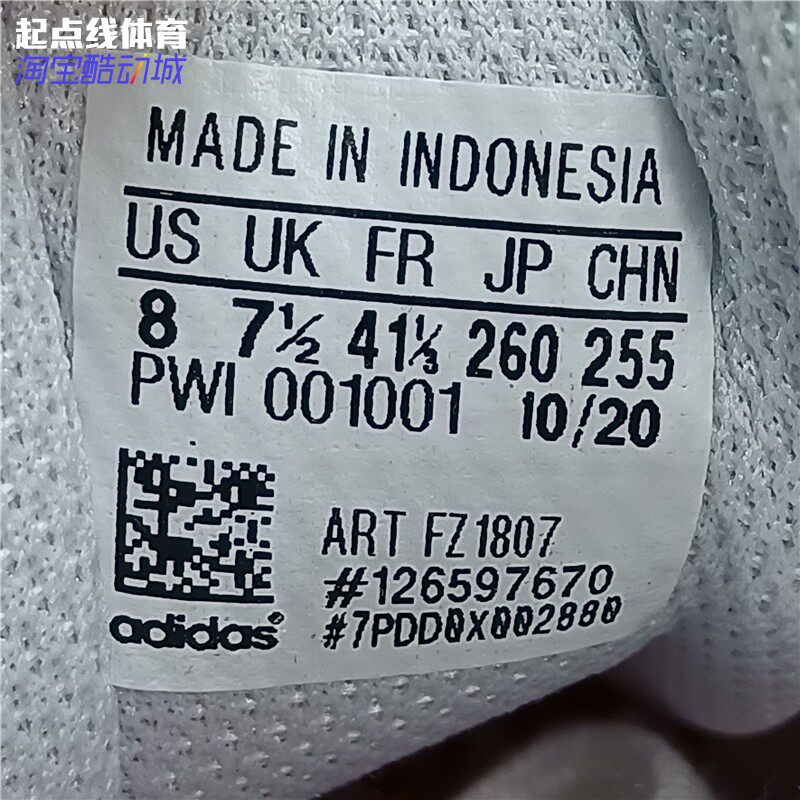 起点线体育
淘宝酷动城
MADE IN INDONESIA
US UK FR JP CHN
8 7½ 41⅓ 260 255
PWI 001001 10/20
ART FZ1807
#126597670
#7PDD0X002880
adidas®